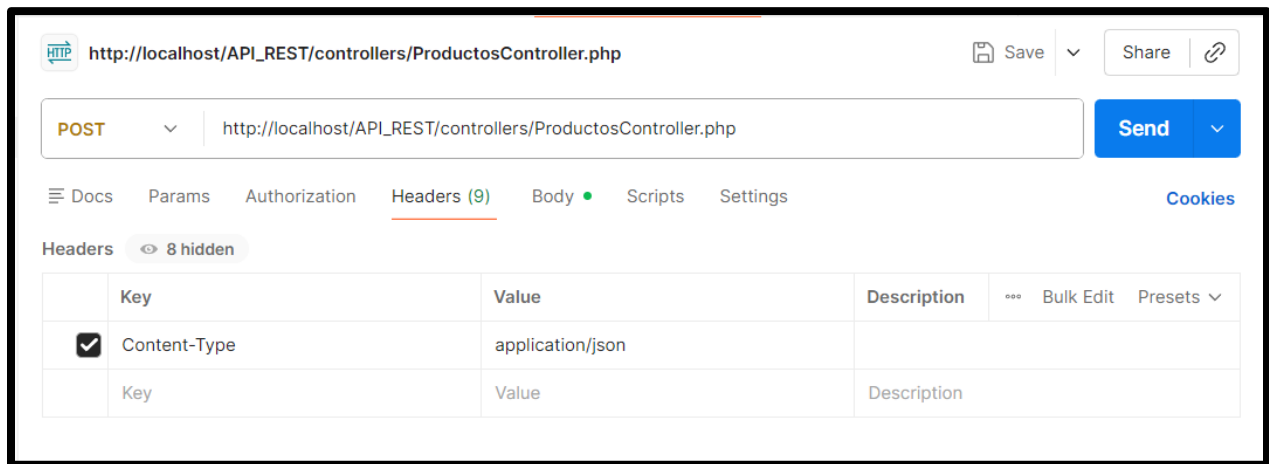 HTTP http://localhost/API_REST/controllers/ProductosController.php Save Share
POST http://localhost/API_REST/controllers/ProductosController.php Send
Docs Params Authorization Headers (9) Body Scripts Settings Cookies
Headers 8 hidden
Key Value Description Bulk Edit Presets
Content-Type application/json
Key Value Description